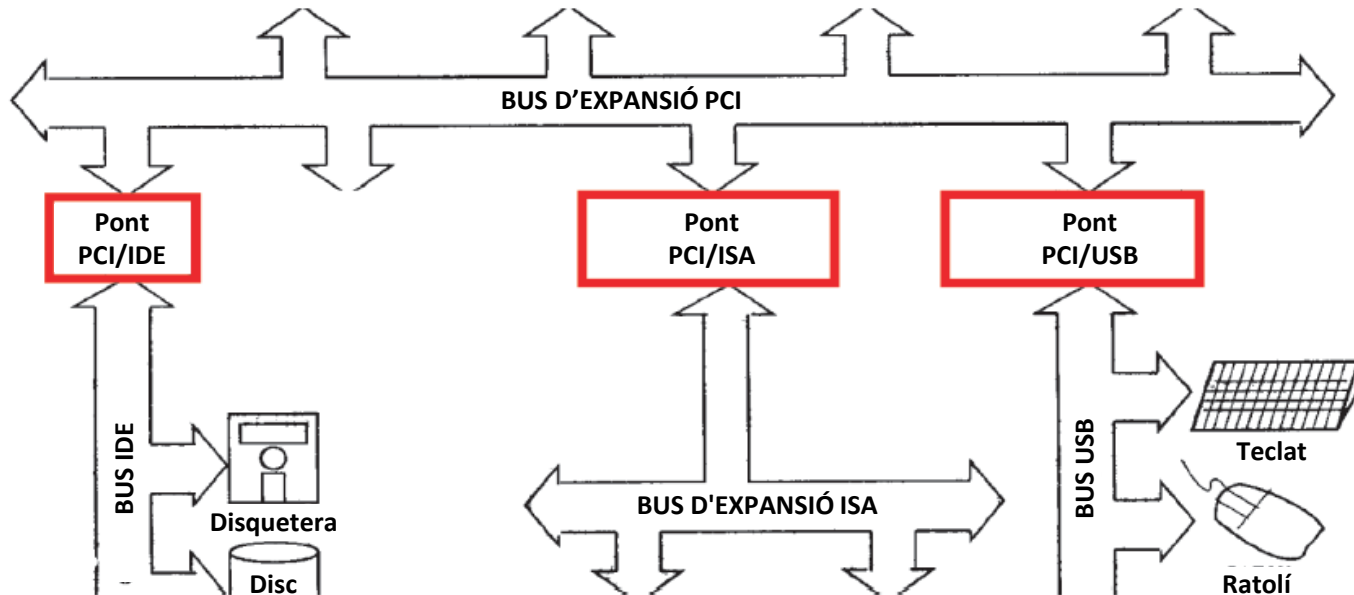 BUS D’EXPANSIÓ PCI
Pont
PCI/IDE
Pont
PCI/ISA
Pont
PCI/USB
BUS IDE
Disquetera
Disc
BUS D'EXPANSIÓ ISA
BUS USB
Teclat
Ratolí